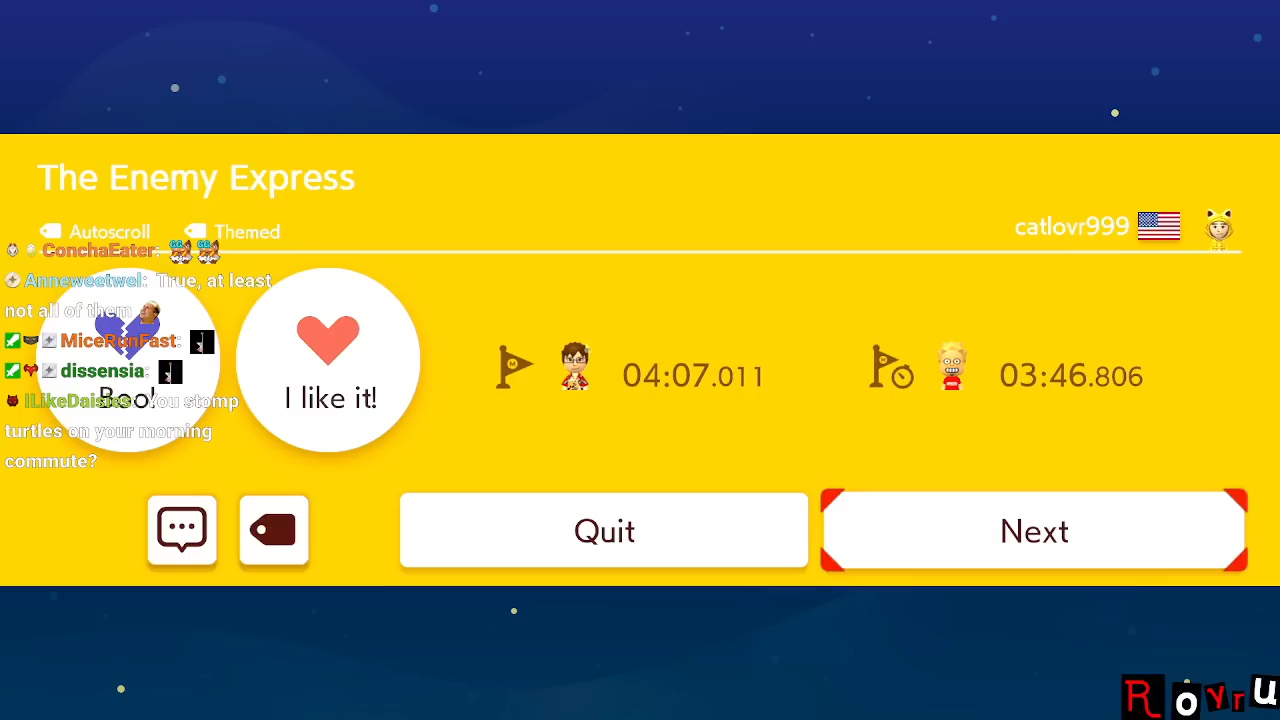 The Enemy Express
Autoscroll Themed
catlovr999
ConchaEater:
Anneweetwel: True, at least
not all of them
MiceRunFast:
dissensia:
ILikeDaisies: You stomp
turtles on your morning
commute?
Boo!
I like it!
M
04:07.011
M
03:46.806
Quit
Next
Rovru